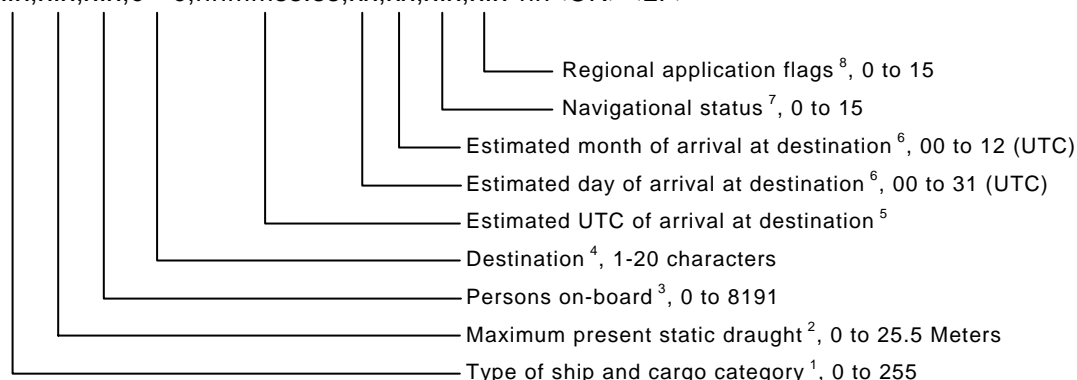 Regional application flags 8, 0 to 15
Navigational status 7, 0 to 15
Estimated month of arrival at destination 6, 00 to 12 (UTC)
Estimated day of arrival at destination 6, 00 to 31 (UTC)
Estimated UTC of arrival at destination 5
Destination 4, 1-20 characters
Persons on-board 3, 0 to 8191
Maximum present static draught 2, 0 to 25.5 Meters
Type of ship and cargo category 1, 0 to 255